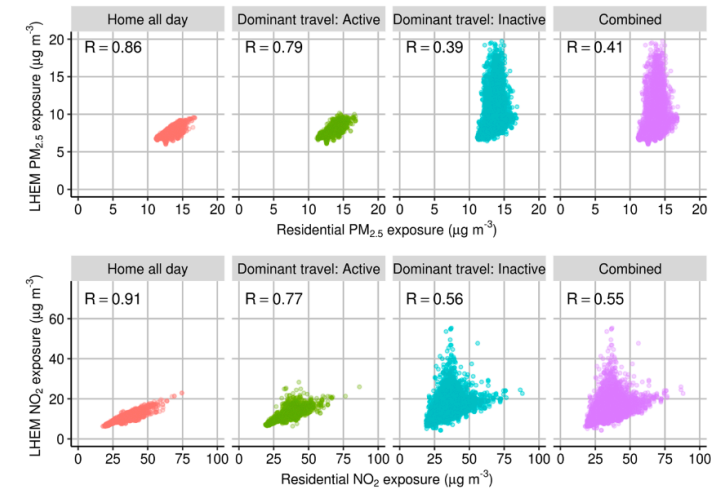 Home all day Dominant travel: Active Dominant travel: Inactive Combined
R = 0.86 R = 0.79 R = 0.39 R = 0.41
20
15
10
5
0
LHEM PM2.5 exposure (µg m-3)
0 5 10 15 20 0 5 10 15 20 0 5 10 15 20 0 5 10 15 20
Residential PM2.5 exposure (µg m-3)
Home all day Dominant travel: Active Dominant travel: Inactive Combined
R = 0.91 R = 0.77 R = 0.56 R = 0.55
60
40
20
0
LHEM NO2 exposure (µg m-3)
0 25 50 75 100 0 25 50 75 100 0 25 50 75 100 0 25 50 75 100
Residential NO2 exposure (µg m-3)